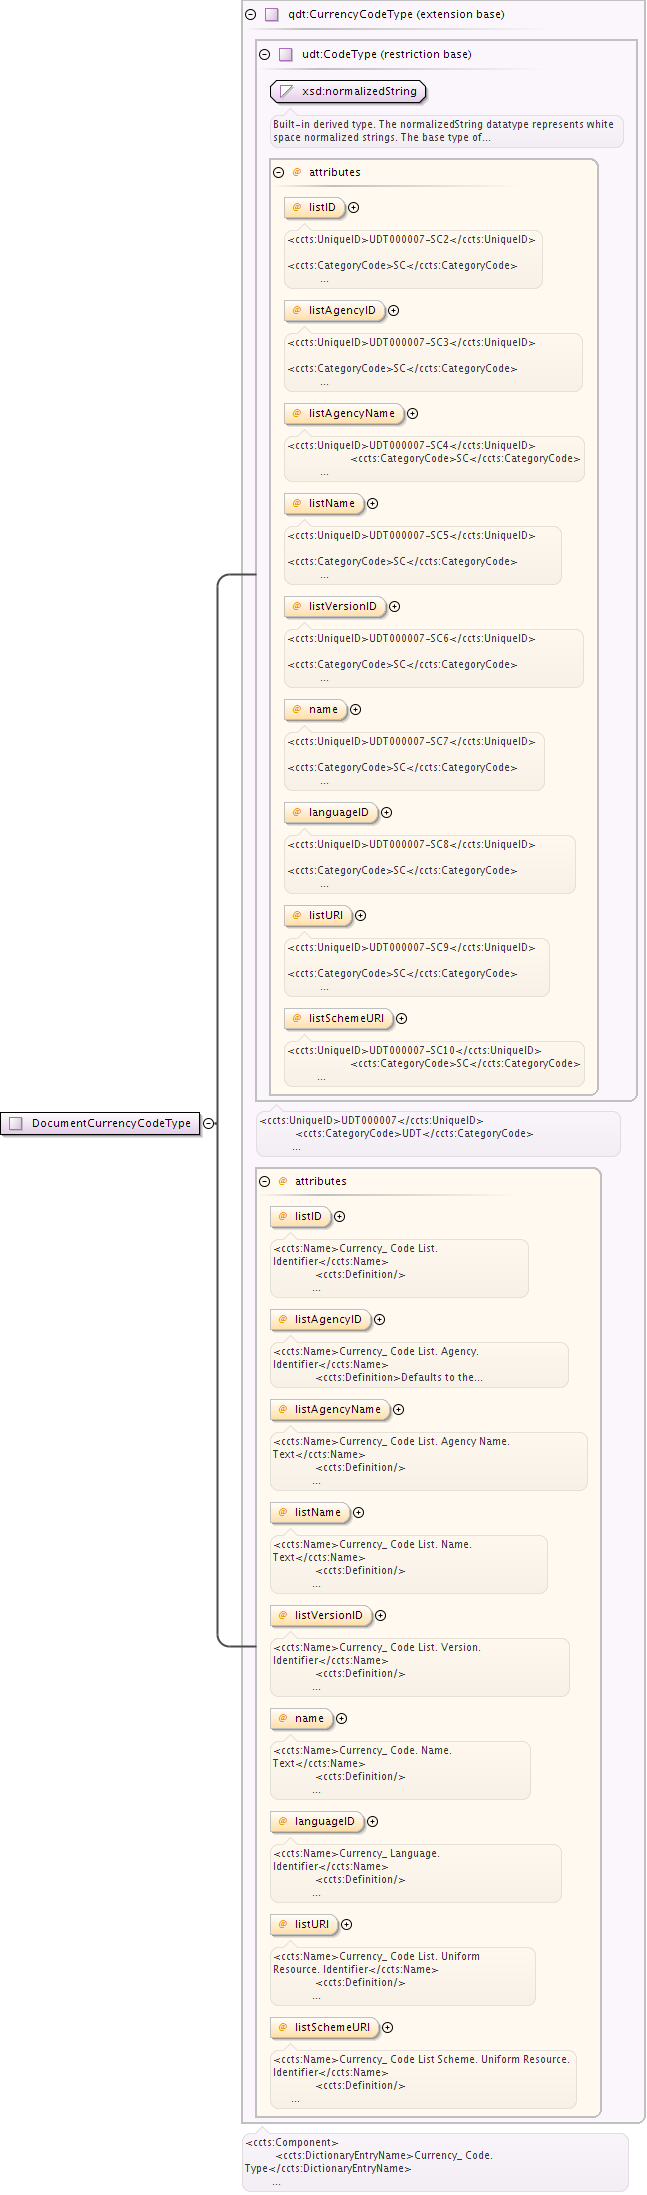 qdt:CurrencyCodeType (extension base)
udt:CodeType (restriction base)
xsd:normalizedString
Built-in derived type. The normalizedString datatype represents white
space normalized strings. The base type of...
@ attributes
@ listID
<ccts:UniqueID>UDT000007-SC2</ccts:UniqueID>
<ccts:CategoryCode>SC</ccts:CategoryCode>
...
@ listAgencyID
<ccts:UniqueID>UDT000007-SC3</ccts:UniqueID>
<ccts:CategoryCode>SC</ccts:CategoryCode>
...
@ listAgencyName
<ccts:UniqueID>UDT000007-SC4</ccts:UniqueID>
<ccts:CategoryCode>SC</ccts:CategoryCode>
...
@ listName
<ccts:UniqueID>UDT000007-SC5</ccts:UniqueID>
<ccts:CategoryCode>SC</ccts:CategoryCode>
...
@ listVersionID
<ccts:UniqueID>UDT000007-SC6</ccts:UniqueID>
<ccts:CategoryCode>SC</ccts:CategoryCode>
...
@ name
<ccts:UniqueID>UDT000007-SC7</ccts:UniqueID>
<ccts:CategoryCode>SC</ccts:CategoryCode>
...
@ languageID
<ccts:UniqueID>UDT000007-SC8</ccts:UniqueID>
<ccts:CategoryCode>SC</ccts:CategoryCode>
...
@ listURI
<ccts:UniqueID>UDT000007-SC9</ccts:UniqueID>
<ccts:CategoryCode>SC</ccts:CategoryCode>
...
@ listSchemeURI
<ccts:UniqueID>UDT000007-SC10</ccts:UniqueID>
<ccts:CategoryCode>SC</ccts:CategoryCode>
...
DocumentCurrencyCodeType
<ccts:UniqueID>UDT000007</ccts:UniqueID>
<ccts:CategoryCode>UDT</ccts:CategoryCode>
...
@ attributes
@ listID
<ccts:Name>Currency_ Code List.
Identifier</ccts:Name>
<ccts:Definition/>
...
@ listAgencyID
<ccts:Name>Currency_ Code List. Agency.
Identifier</ccts:Name>
<ccts:Definition>Defaults to the...
@ listAgencyName
<ccts:Name>Currency_ Code List. Agency Name.
Text</ccts:Name>
<ccts:Definition/>
...
@ listName
<ccts:Name>Currency_ Code List. Name.
Text</ccts:Name>
<ccts:Definition/>
...
@ listVersionID
<ccts:Name>Currency_ Code List. Version.
Identifier</ccts:Name>
<ccts:Definition/>
...
@ name
<ccts:Name>Currency_ Code. Name.
Text</ccts:Name>
<ccts:Definition/>
...
@ languageID
<ccts:Name>Currency_ Language.
Identifier</ccts:Name>
<ccts:Definition/>
...
@ listURI
<ccts:Name>Currency_ Code List. Uniform
Resource. Identifier</ccts:Name>
<ccts:Definition/>
...
@ listSchemeURI
<ccts:Name>Currency_ Code List Scheme. Uniform Resource.
Identifier</ccts:Name>
<ccts:Definition/>
...
<ccts:Component>
<ccts:DictionaryEntryName>Currency_ Code.
Type</ccts:DictionaryEntryName>
...